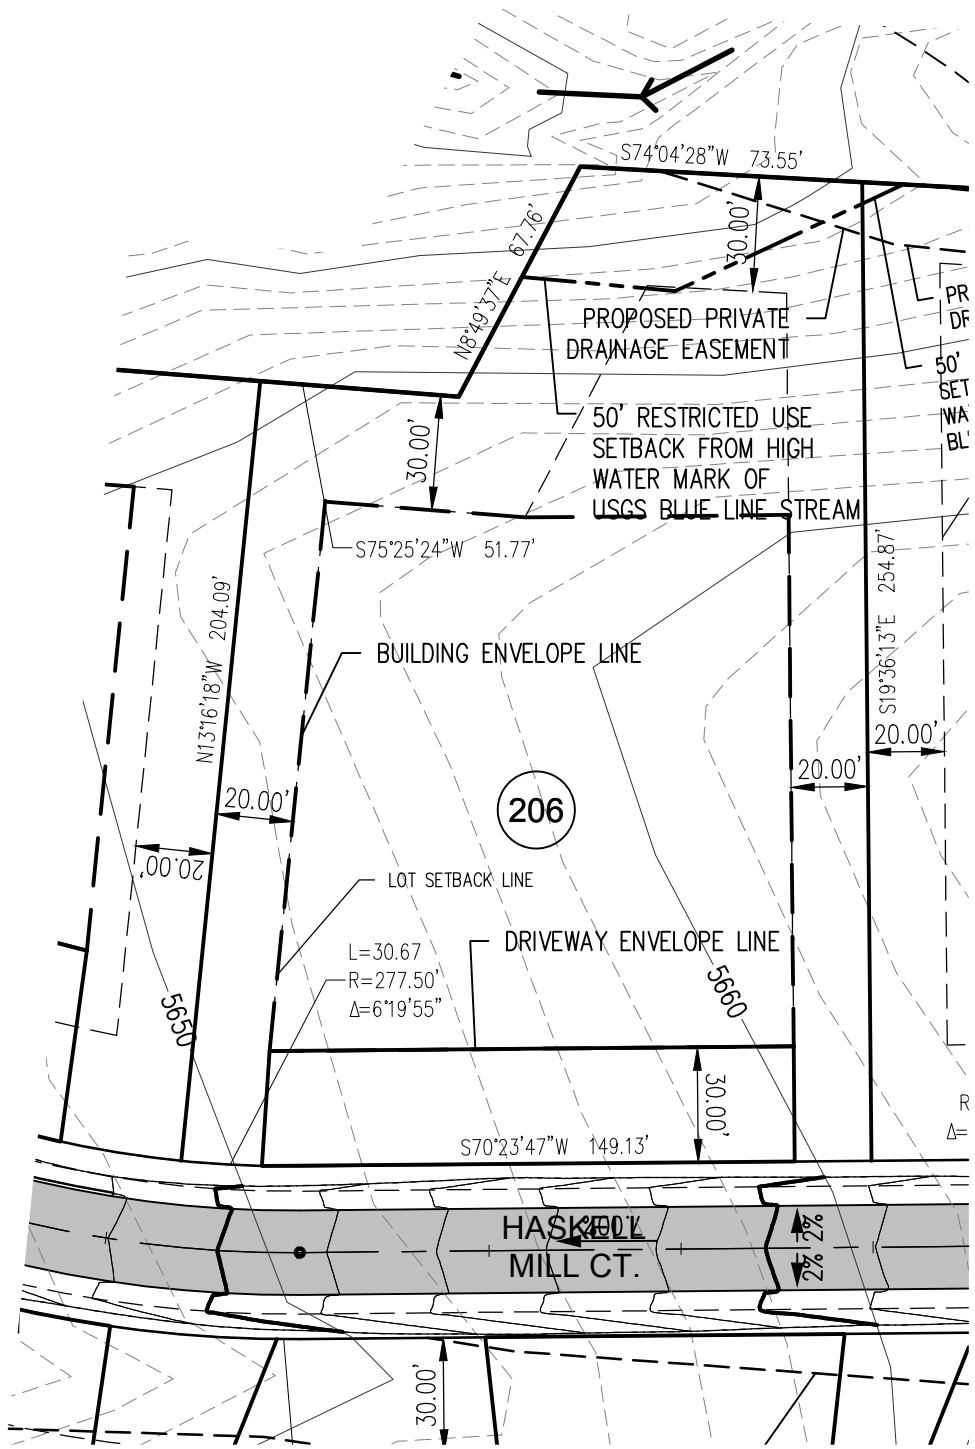 S74°04'28"W 73.55'
N8°49'37"E 67.76'
30.00'
PROPOSED PRIVATE
DRAINAGE EASEMENT
50' RESTRICTED USE
SETBACK FROM HIGH
WATER MARK OF
USGS BLUE LINE STREAM
PR
DR
50'
SET
WA
BL
30.00'
S75°25'24"W 51.77'
N13°16'18"W 204.09'
S19°36'13"E 254.87'
BUILDING ENVELOPE LINE
20.00'
20.00'
20.00'
20.00'
206
LOT SETBACK LINE
DRIVEWAY ENVELOPE LINE
L=30.67
R=277.50'
Δ=6°19'55"
5650
5660
30.00'
R
Δ=
S70°23'47"W 149.13'
HASKELL
MILL CT.
2% 2%
30.00'